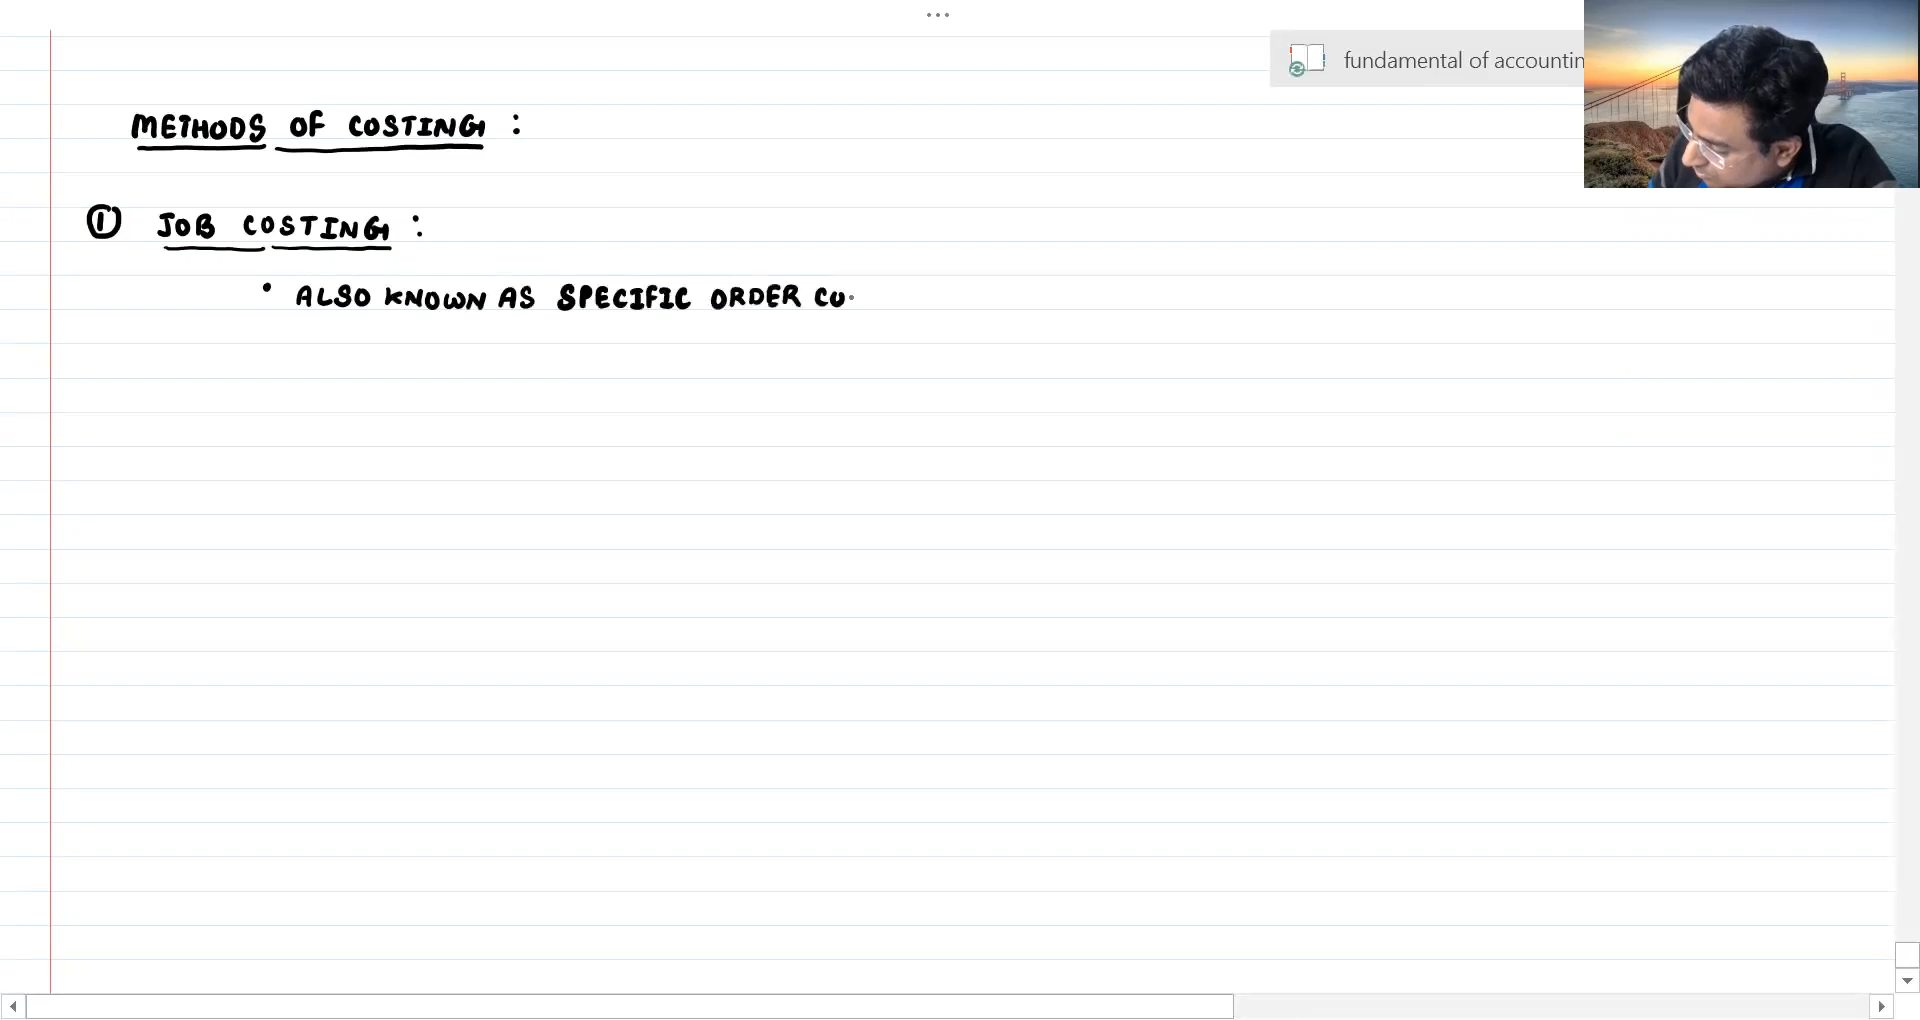 fundamental of accountin
METHODS OF COSTING :
① JOB COSTING :
• ALSO KNOWN AS SPECIFIC ORDER CO